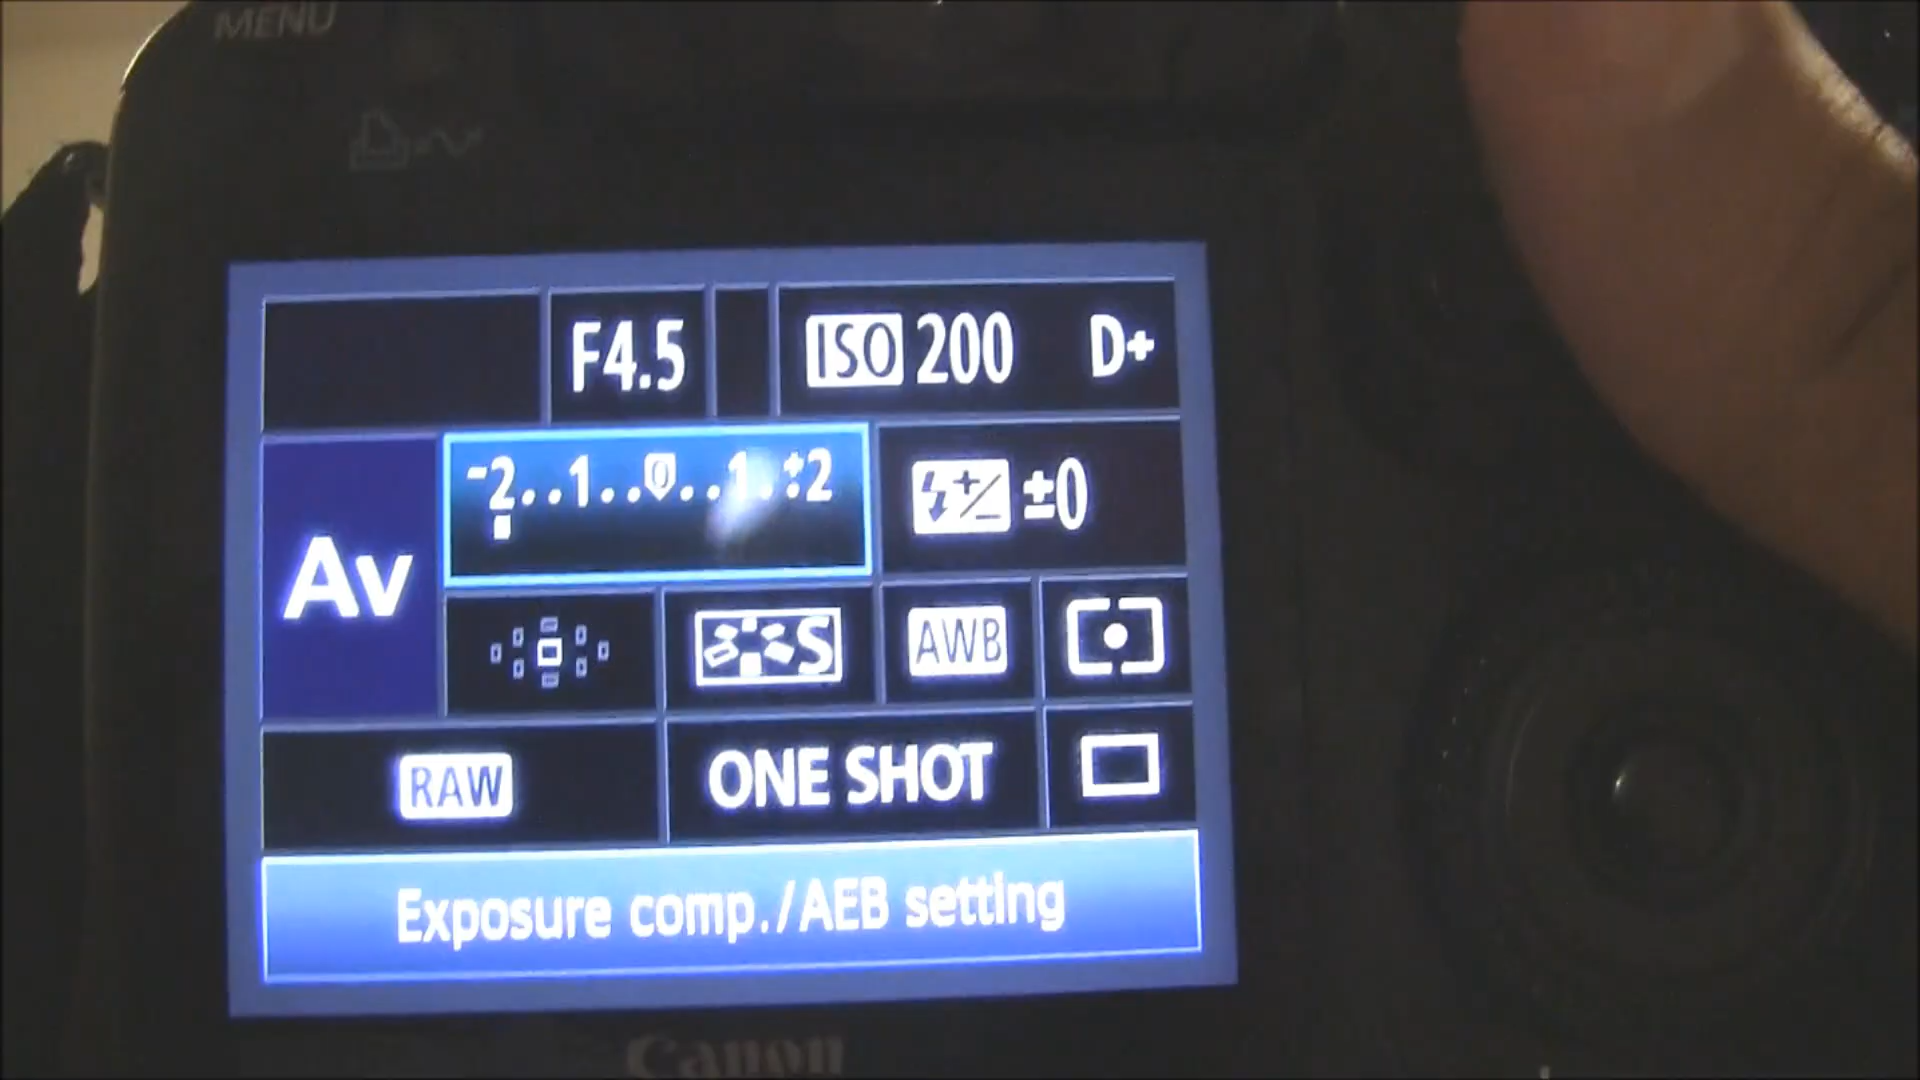 MENU
F4.5 ISO 200 D+
-2..1..0..1..+2 ±0
Av
S AWB
RAW ONE SHOT
Exposure comp./AEB setting
Canon